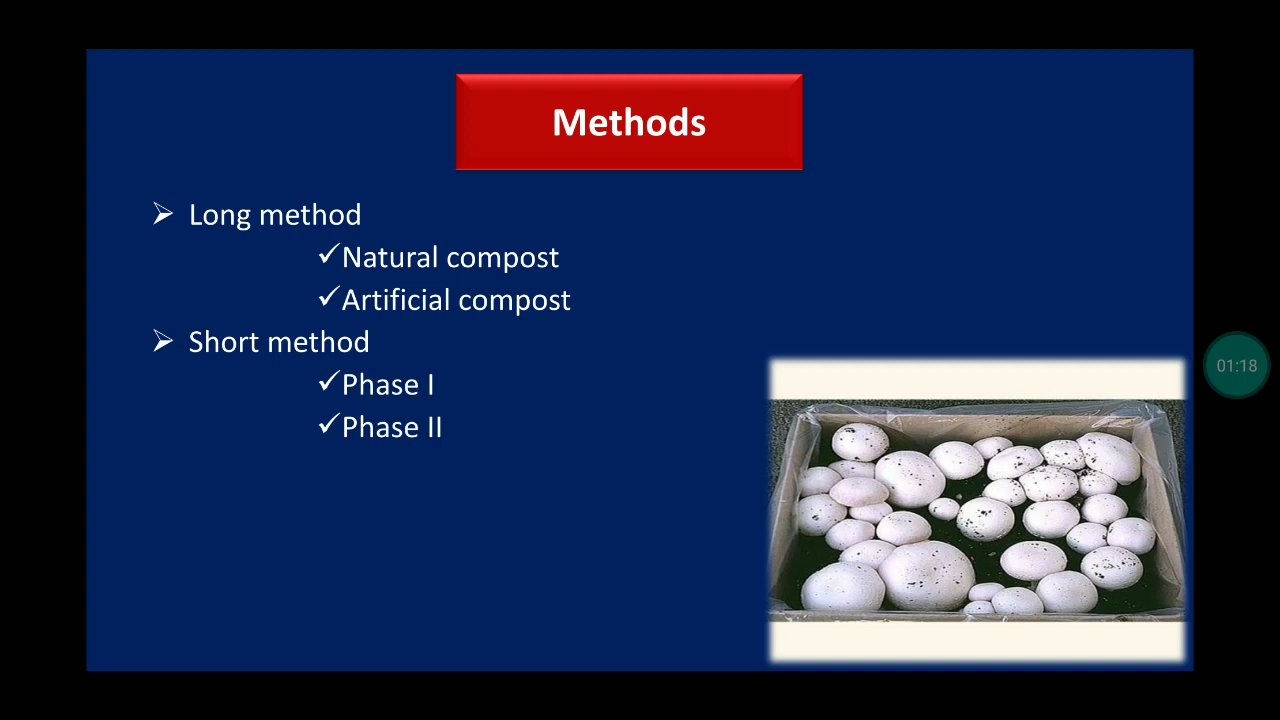 Methods
➢ Long method
✓Natural compost
✓Artificial compost
➢ Short method
✓Phase I
✓Phase II
01:18